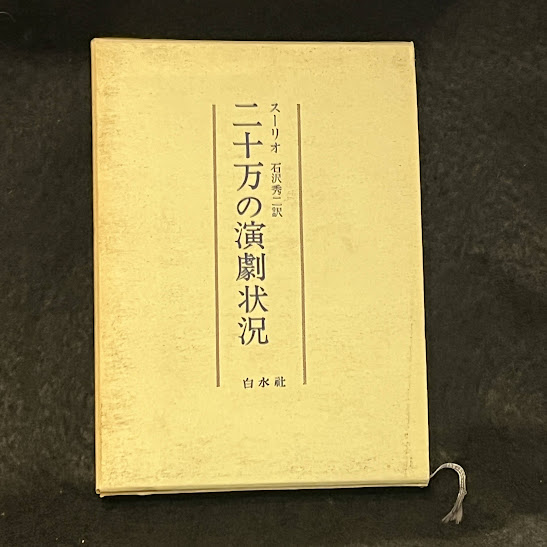 スーリオ 石沢秀二訳
二十万の演劇状況
白水社